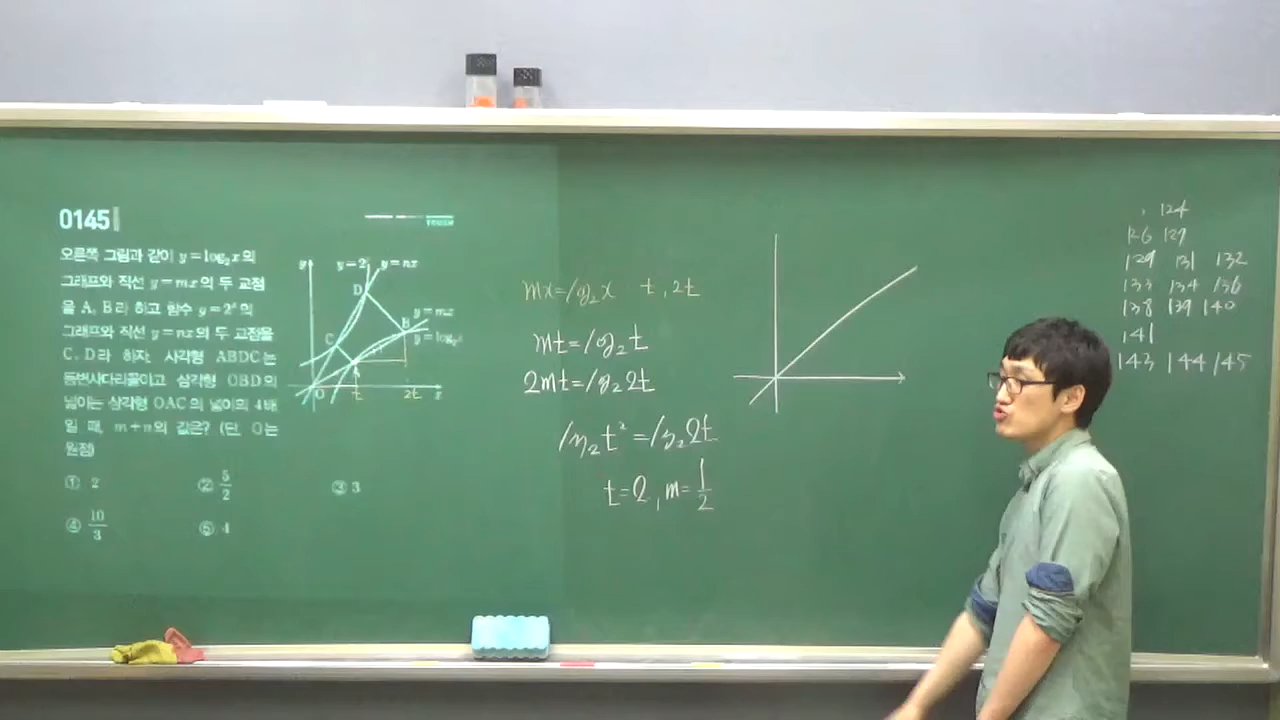 0145
오른쪽 그림과 같이 y=log₂x의
그래프와 직선 y=mx의 두 교점
을 A, B라 하고 함수 y=2ˣ의
그래프와 직선 y=nx의 두 교점을
C, D라 하자. 사각형 ABDC는
등변사다리꼴이고 삼각형 OBD의
넓이는 삼각형 OAC의 넓이의 4배
일 때, m+n의 값은? (단, O는
원점)
① 2 ② 5/2 ③ 3
④ 10/3 ⑤ 4
y y=2ˣ y=nx
D
y=mx
B
y=log₂x
C
O t 2t x
mx=log₂x t, 2t
mt=log₂t
2mt=log₂2t
log₂t²=log₂2t
t=2, m=1/2
124
126 127
129 131 132
133 134 136
138 139 140
141
143 144 145